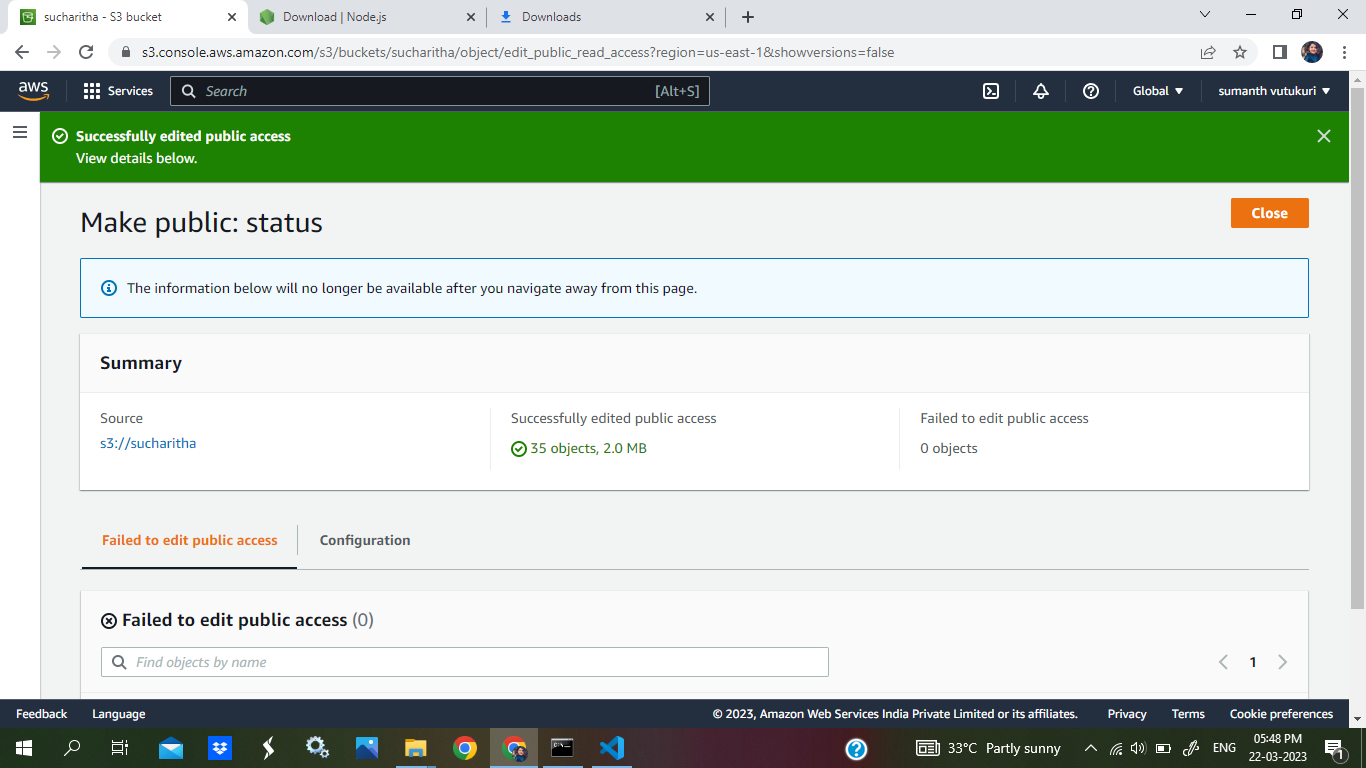 sucharitha - S3 bucket
Download | Node.js
Downloads
s3.console.aws.amazon.com/s3/buckets/sucharitha/object/edit_public_read_access?region=us-east-1&showversions=false
aws
Services
Search
[Alt+S]
Global
sumanth vutukuri
Successfully edited public access
View details below.
Make public: status
Close
The information below will no longer be available after you navigate away from this page.
Summary
Source
s3://sucharitha
Successfully edited public access
35 objects, 2.0 MB
Failed to edit public access
0 objects
Failed to edit public access
Configuration
Failed to edit public access (0)
Find objects by name
1
Feedback
Language
© 2023, Amazon Web Services India Private Limited or its affiliates.
Privacy
Terms
Cookie preferences
33°C Partly sunny
ENG
05:48 PM
22-03-2023
1